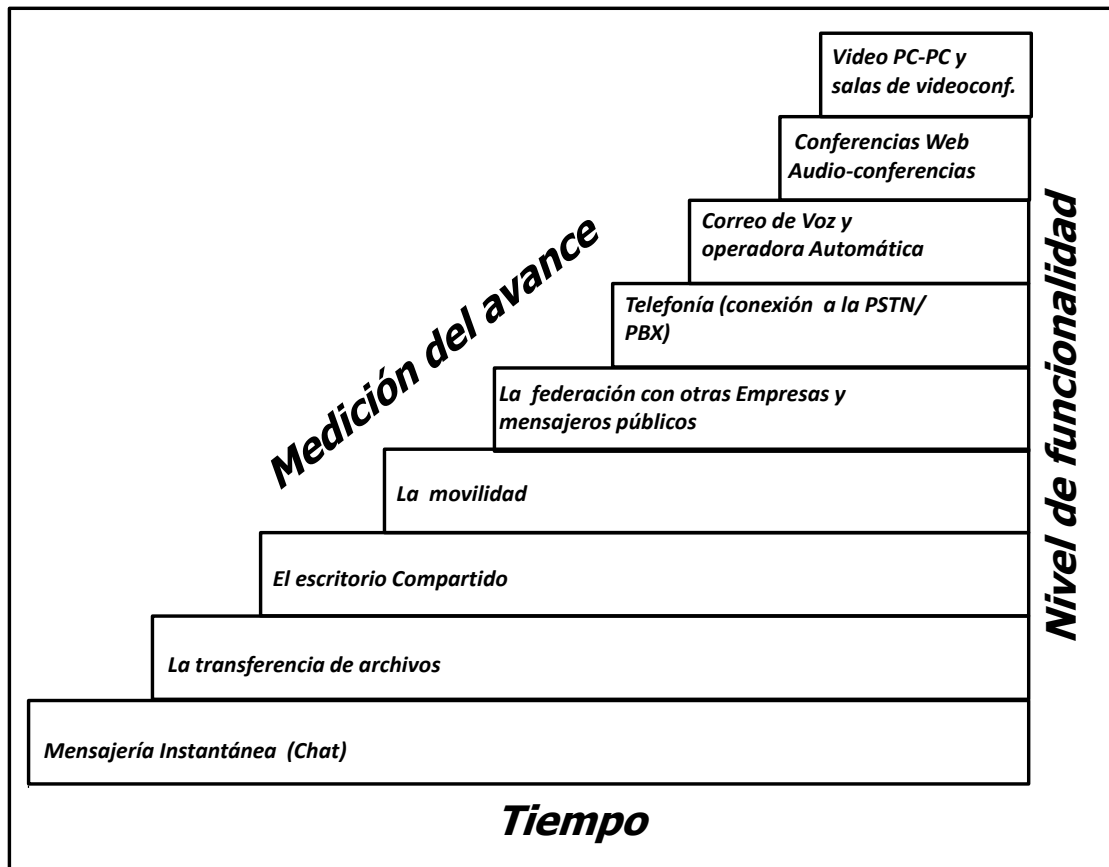 Video PC-PC y
salas de videoconf.
Conferencias Web
Audio-conferencias
Correo de Voz y
operadora Automática
Telefonía (conexión a la PSTN/
PBX)
La federación con otras Empresas y
mensajeros públicos
La movilidad
El escritorio Compartido
La transferencia de archivos
Mensajería Instantánea (Chat)
Medición del avance
Nivel de funcionalidad
Tiempo